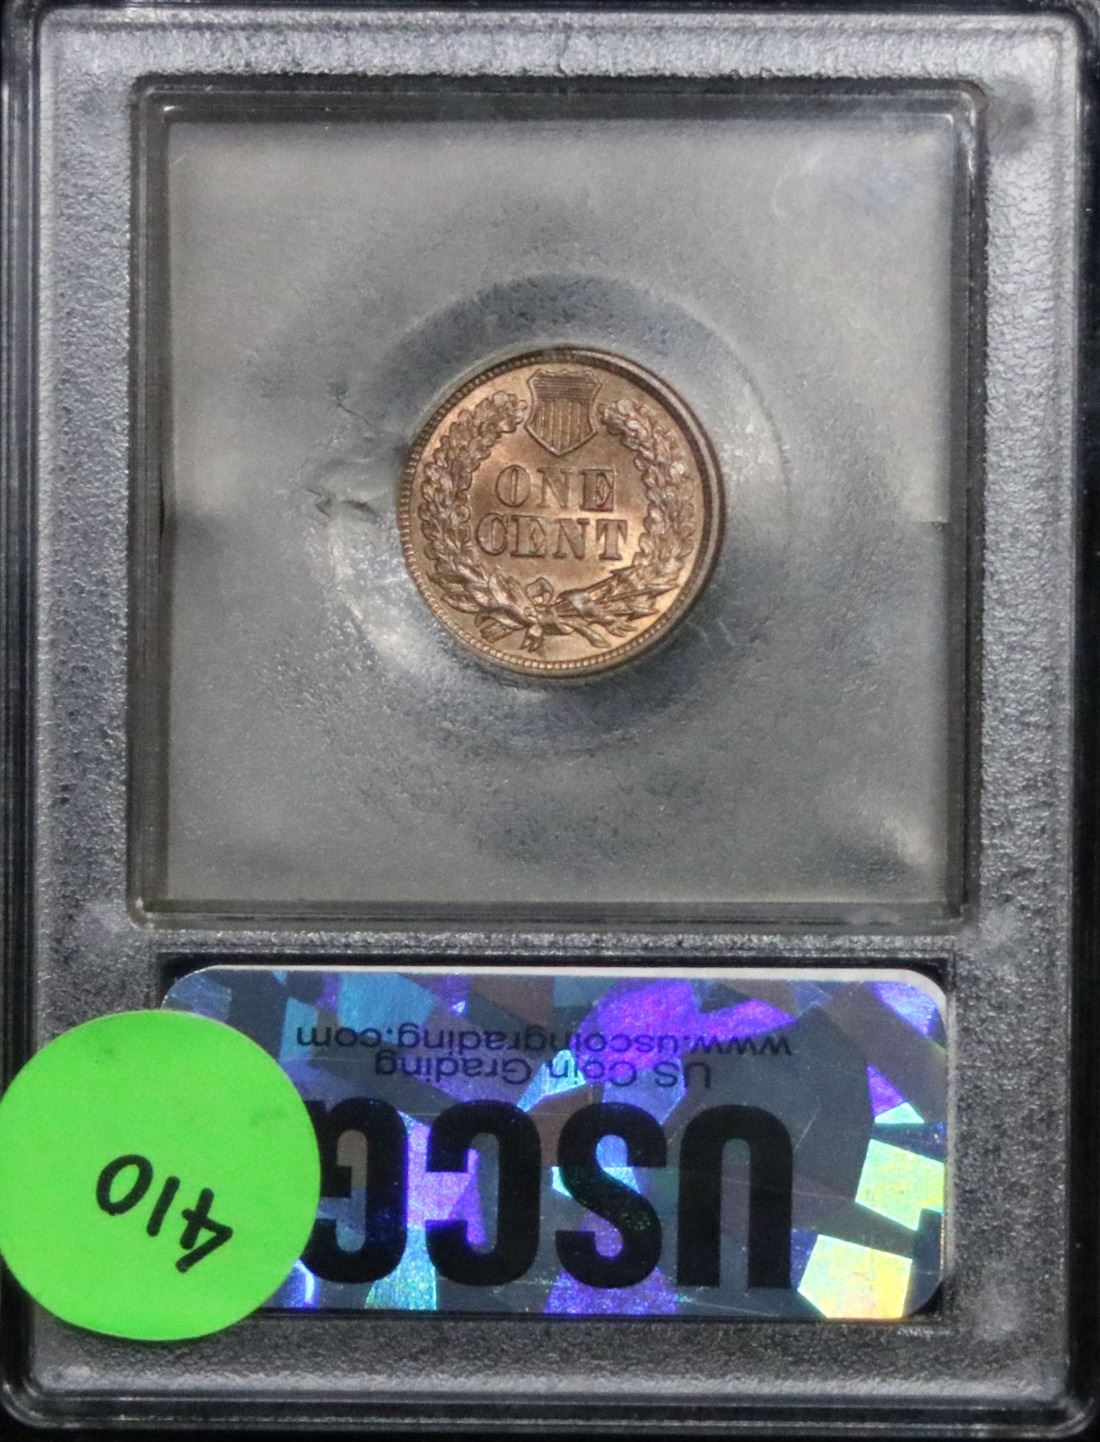 ONE
CENT
USCG
US Coin Grading
www.uscoingrading.com
410